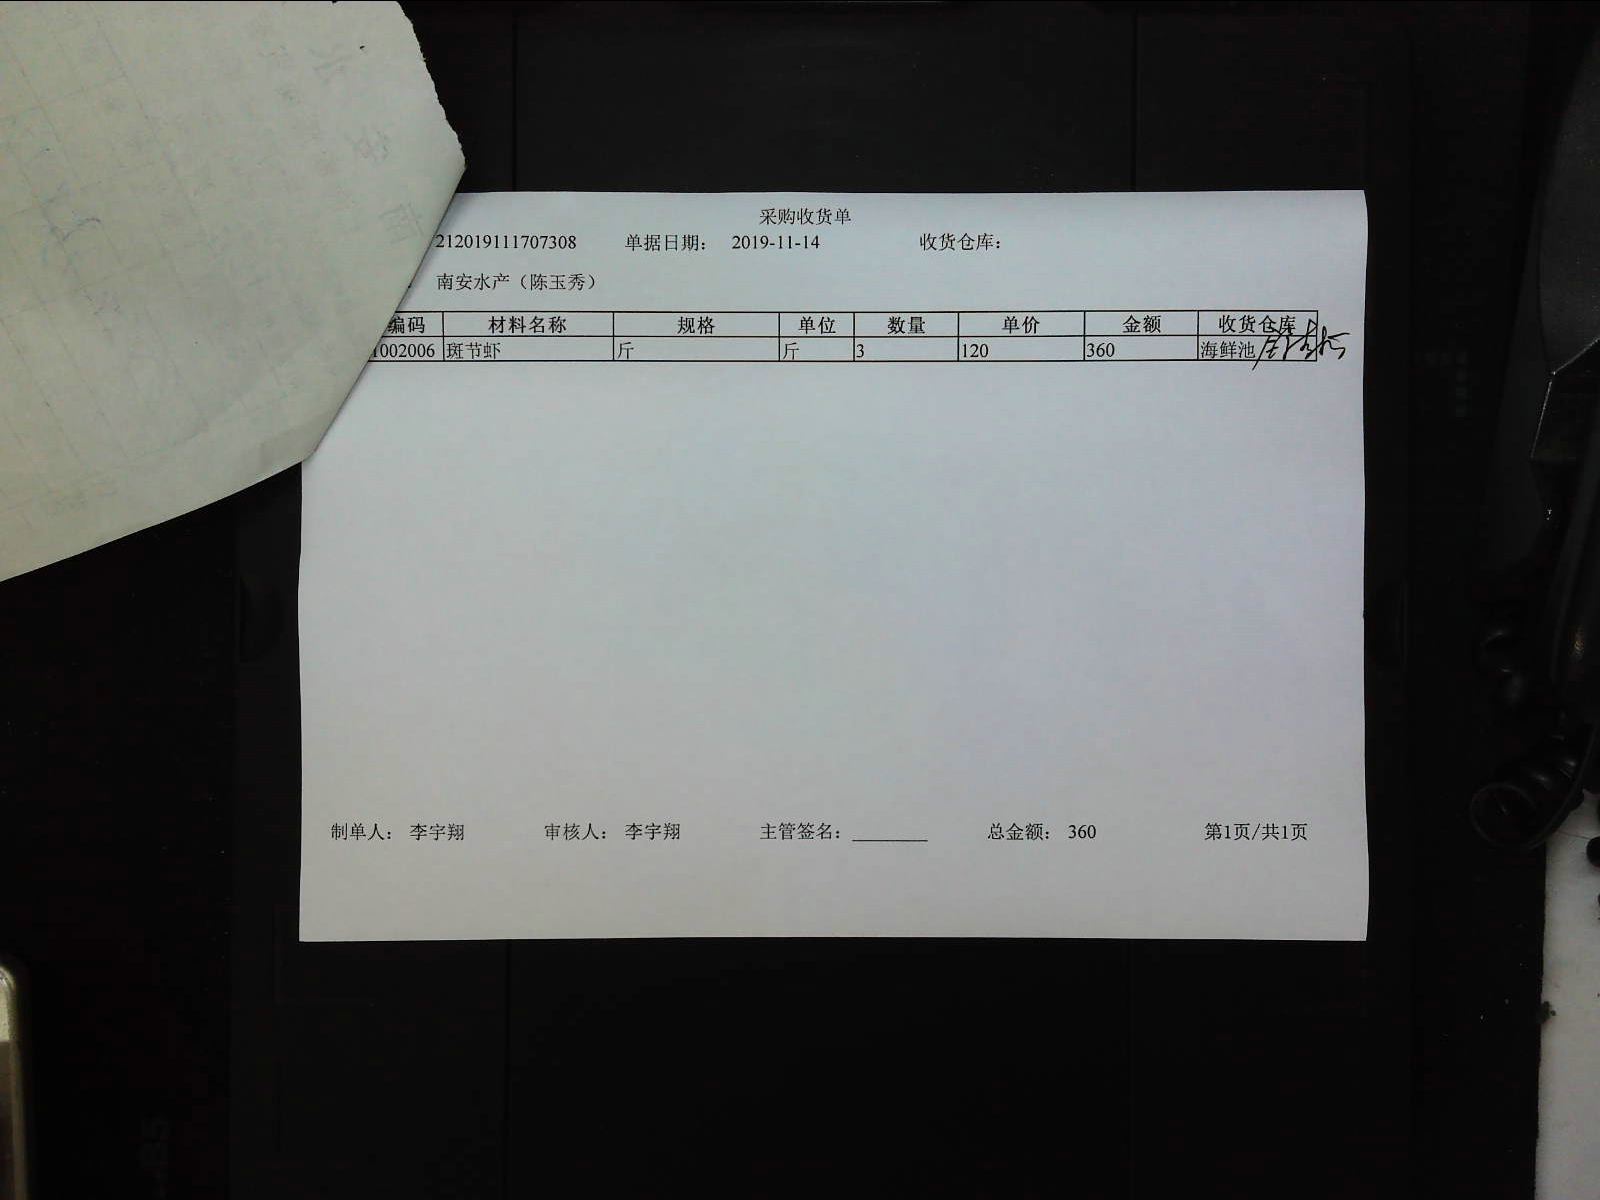 采购收货单
212019111707308 单据日期： 2019-11-14 收货仓库：
南安水产（陈玉秀）
编码 材料名称 规格 单位 数量 单价 金额 收货仓库
1002006 斑节虾 斤 斤 3 120 360 海鲜池
制单人： 李宇翔 审核人： 李宇翔 主管签名： 总金额： 360 第1页/共1页